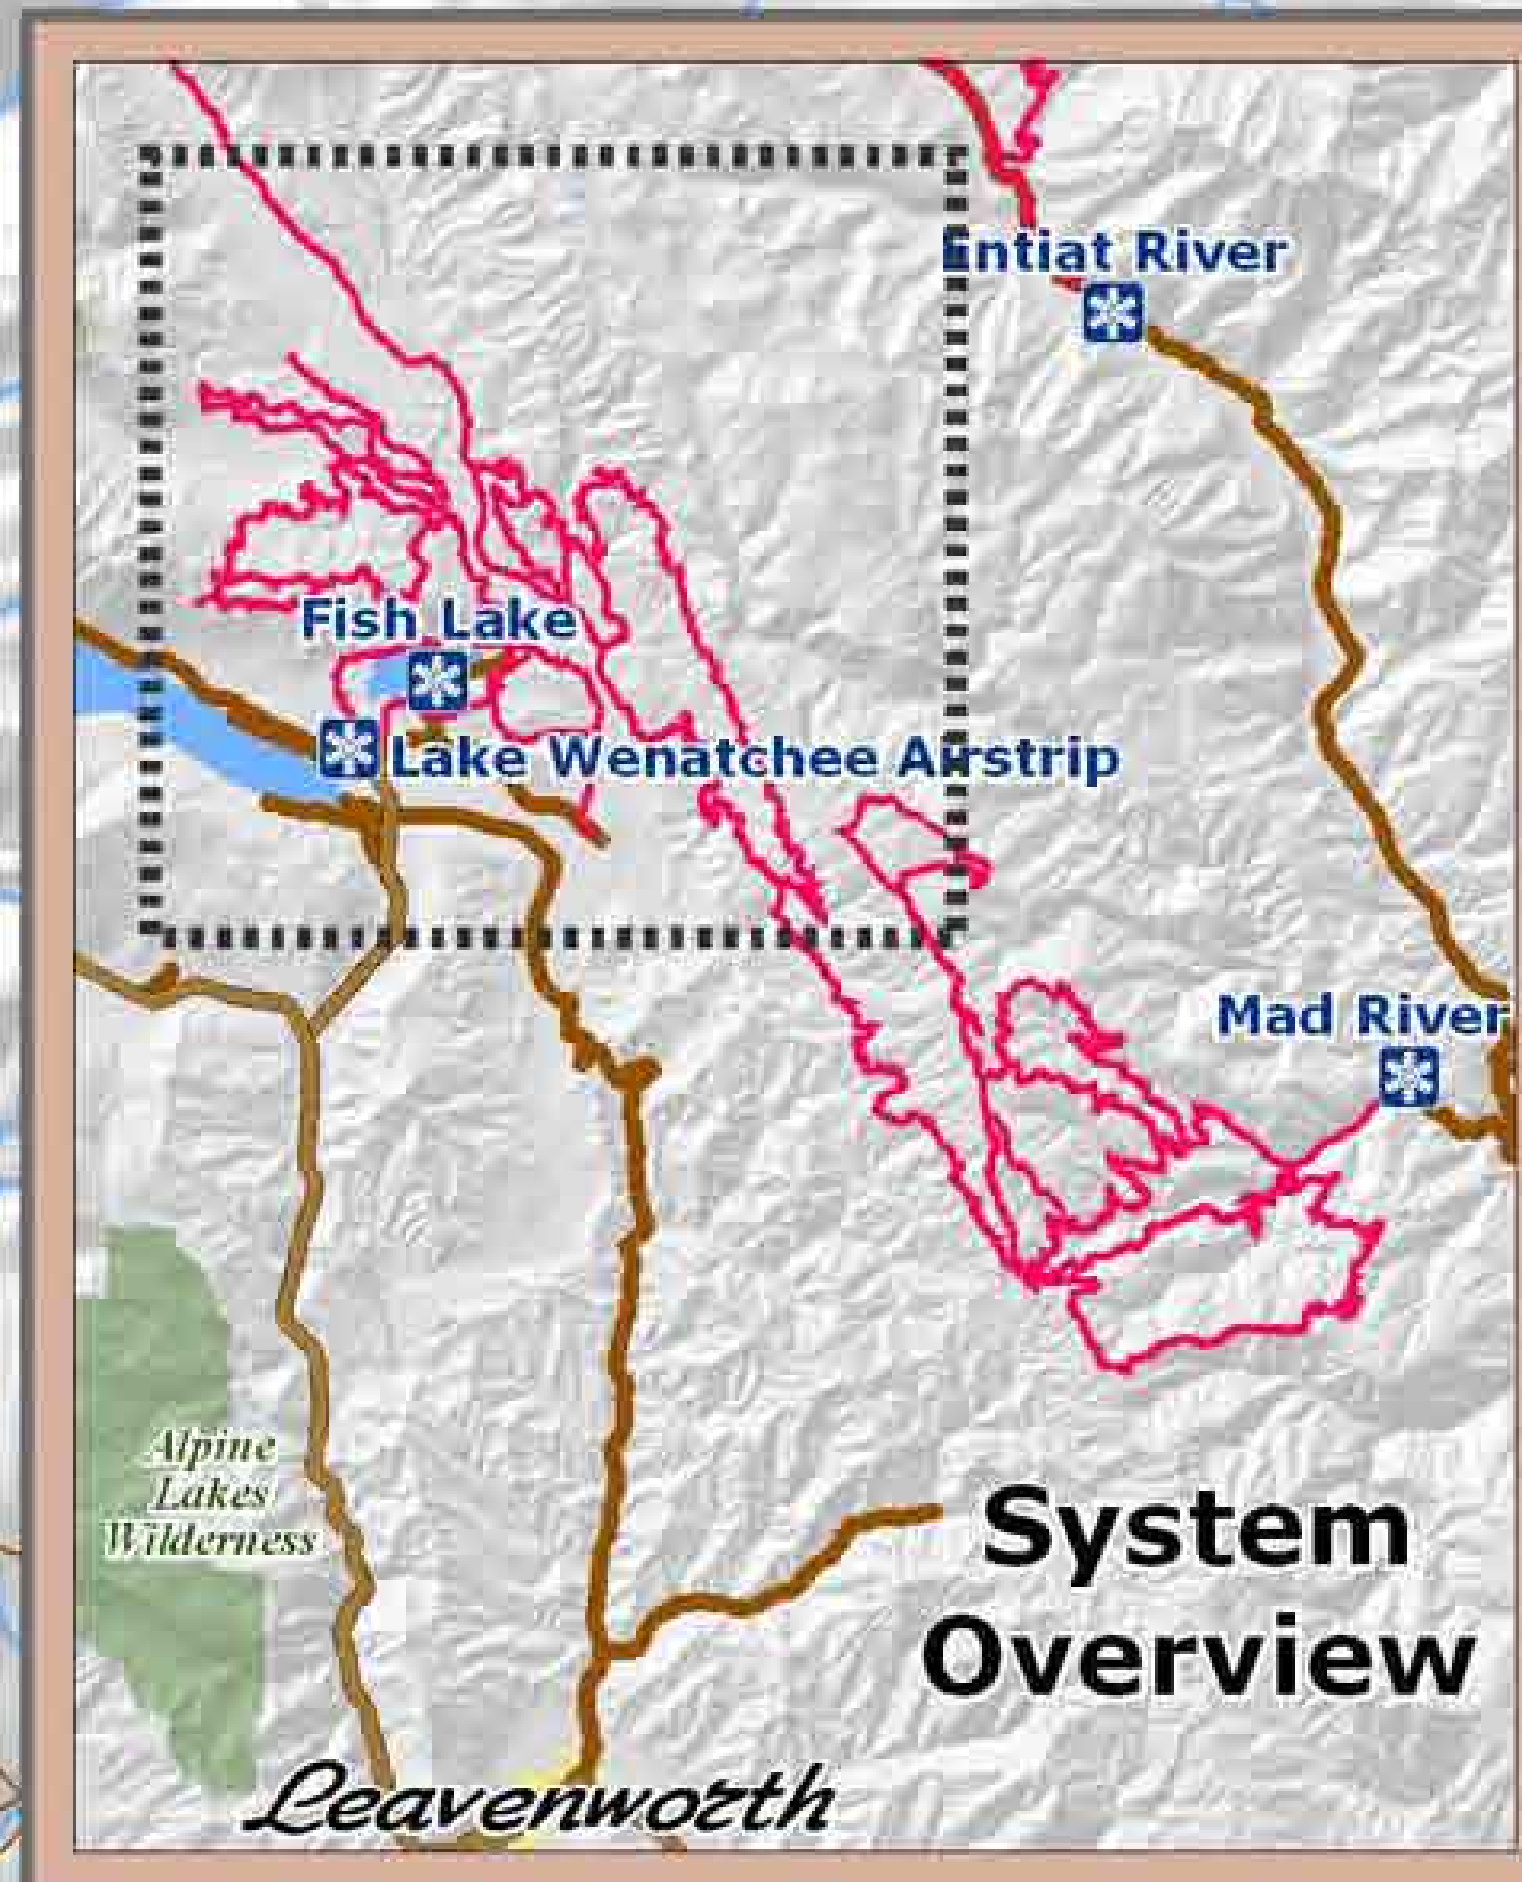 Entiat River
Fish Lake
Lake Wenatchee Airstrip
Mad River
Alpine
Lakes
Wilderness
System
Overview
Leavenworth